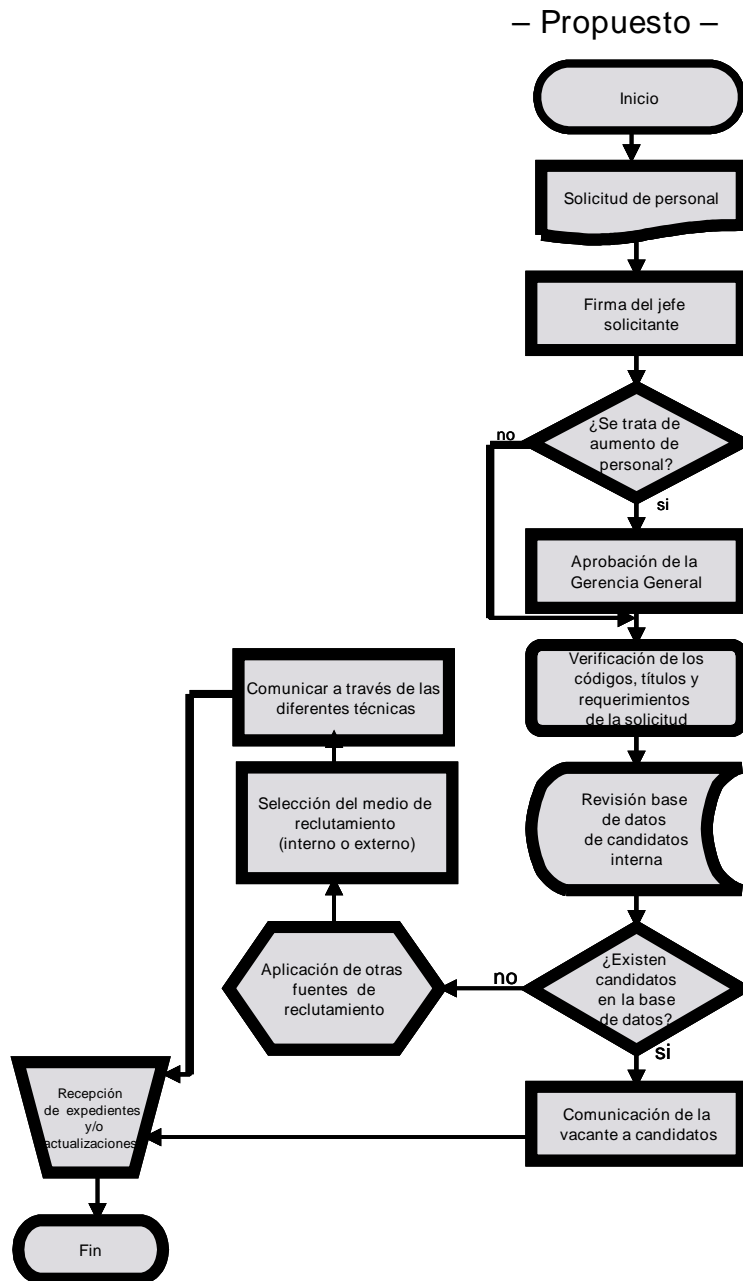 – Propuesto –
Inicio
Solicitud de personal
Firma del jefe
solicitante
¿Se trata de
aumento de
personal?
no
si
Aprobación de la
Gerencia General
Verificación de los
códigos, títulos y
requerimientos
de la solicitud
Revisión base
de datos
de candidatos
interna
¿Existen
candidatos
en la base
de datos?
no
si
Aplicación de otras
fuentes de
reclutamiento
Selección del medio de
reclutamiento
(interno o externo)
Comunicar a través de las
diferentes técnicas
Comunicación de la
vacante a candidatos
Recepción
de expedientes
y/o
actualizaciones
Fin